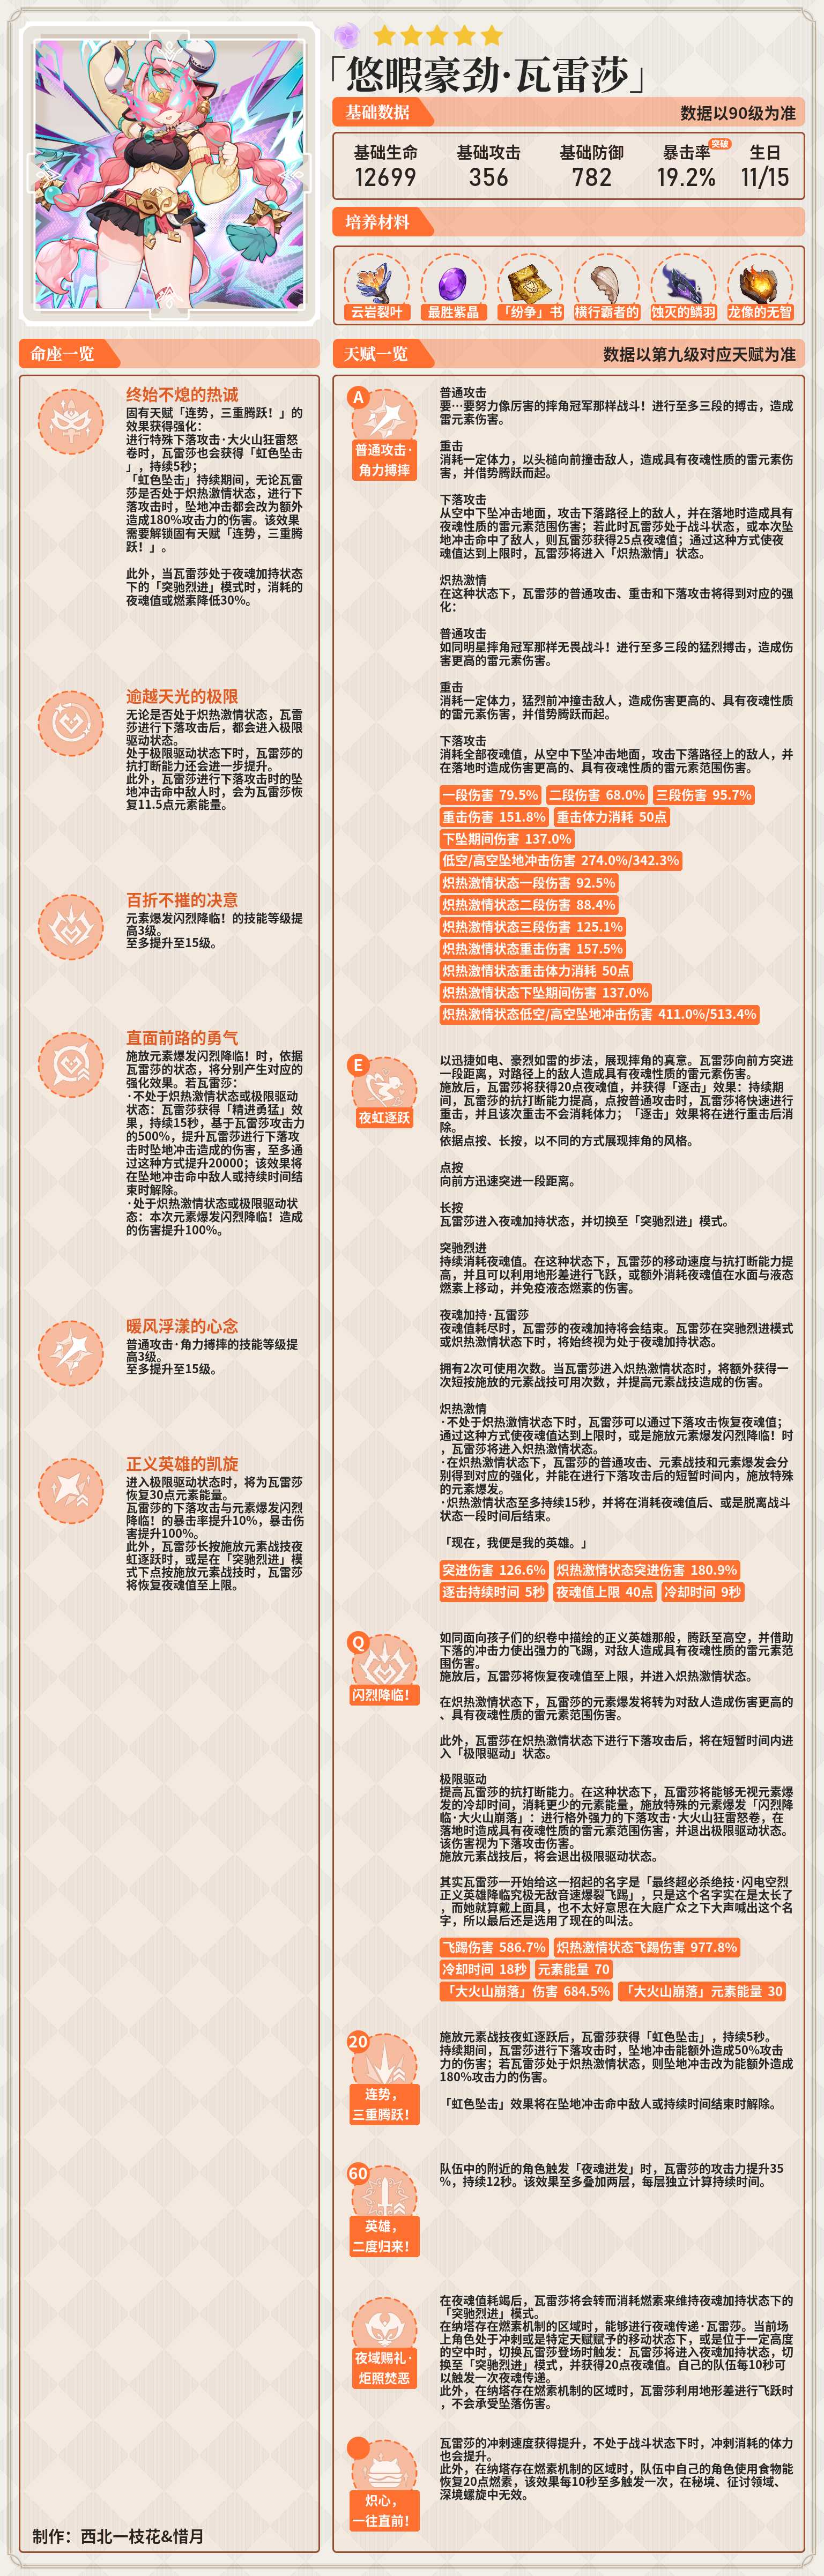 「悠暇豪劲·瓦雷莎」
基础数据
数据以90级为准
基础生命 基础攻击 基础防御 暴击率 突破 生日
12699 356 782 19.2% 11/15
培养材料
云岩裂叶 最胜紫晶 「纷争」书 横行霸者的 蚀灭的鳞羽 龙像的无智
命座一览
终始不熄的热诚
固有天赋「连势，三重腾跃！」的
效果获得强化：
进行特殊下落攻击·大火山狂雷怒
卷时，瓦雷莎也会获得「虹色坠击
」，持续5秒；
「虹色坠击」持续期间，无论瓦雷
莎是否处于炽热激情状态，进行下
落攻击时，坠地冲击都会改为额外
造成180%攻击力的伤害。该效果
需要解锁固有天赋「连势，三重腾
跃！」。
此外，当瓦雷莎处于夜魂加持状态
下的「突驰烈进」模式时，消耗的
夜魂值或燃素降低30%。
逾越天光的极限
无论是否处于炽热激情状态，瓦雷
莎进行下落攻击后，都会进入极限
驱动状态。
处于极限驱动状态下时，瓦雷莎的
抗打断能力还会进一步提升。
此外，瓦雷莎进行下落攻击时的坠
地冲击命中敌人时，会为瓦雷莎恢
复11.5点元素能量。
百折不摧的决意
元素爆发闪烈降临！的技能等级提
高3级。
至多提升至15级。
直面前路的勇气
施放元素爆发闪烈降临！时，依据
瓦雷莎的状态，将分别产生对应的
强化效果。若瓦雷莎：
·不处于炽热激情状态或极限驱动
状态：瓦雷莎获得「精进勇猛」效
果，持续15秒，基于瓦雷莎攻击力
的500%，提升瓦雷莎进行下落攻
击时坠地冲击造成的伤害，至多通
过这种方式提升20000；该效果将
在坠地冲击命中敌人或持续时间结
束时解除。
·处于炽热激情状态或极限驱动状
态：本次元素爆发闪烈降临！造成
的伤害提升100%。
暖风浮漾的心念
普通攻击·角力搏摔的技能等级提
高3级。
至多提升至15级。
正义英雄的凯旋
进入极限驱动状态时，将为瓦雷莎
恢复30点元素能量。
瓦雷莎的下落攻击与元素爆发闪烈
降临！的暴击率提升10%，暴击伤
害提升100%。
此外，瓦雷莎长按施放元素战技夜
虹逐跃时，或是在「突驰烈进」模
式下点按施放元素战技时，瓦雷莎
将恢复夜魂值至上限。
制作：西北一枝花&惜月
天赋一览
数据以第九级对应天赋为准
A
普通攻击·
角力搏摔
普通攻击
要…要努力像厉害的摔角冠军那样战斗！进行至多三段的搏击，造成
雷元素伤害。
重击
消耗一定体力，以头槌向前撞击敌人，造成具有夜魂性质的雷元素伤
害，并借势腾跃而起。
下落攻击
从空中下坠冲击地面，攻击下落路径上的敌人，并在落地时造成具有
夜魂性质的雷元素范围伤害；若此时瓦雷莎处于战斗状态，或本次坠
地冲击命中了敌人，则瓦雷莎获得25点夜魂值；通过这种方式使夜
魂值达到上限时，瓦雷莎将进入「炽热激情」状态。
炽热激情
在这种状态下，瓦雷莎的普通攻击、重击和下落攻击将得到对应的强
化：
普通攻击
如同明星摔角冠军那样无畏战斗！进行至多三段的猛烈搏击，造成伤
害更高的雷元素伤害。
重击
消耗一定体力，猛烈前冲撞击敌人，造成伤害更高的、具有夜魂性质
的雷元素伤害，并借势腾跃而起。
下落攻击
消耗全部夜魂值，从空中下坠冲击地面，攻击下落路径上的敌人，并
在落地时造成伤害更高的、具有夜魂性质的雷元素范围伤害。
一段伤害 79.5% 二段伤害 68.0% 三段伤害 95.7%
重击伤害 151.8% 重击体力消耗 50点
下坠期间伤害 137.0%
低空/高空坠地冲击伤害 274.0%/342.3%
炽热激情状态一段伤害 92.5%
炽热激情状态二段伤害 88.4%
炽热激情状态三段伤害 125.1%
炽热激情状态重击伤害 157.5%
炽热激情状态重击体力消耗 50点
炽热激情状态下坠期间伤害 137.0%
炽热激情状态低空/高空坠地冲击伤害 411.0%/513.4%
E
夜虹逐跃
以迅捷如电、豪烈如雷的步法，展现摔角的真意。瓦雷莎向前方突进
一段距离，对路径上的敌人造成具有夜魂性质的雷元素伤害。
施放后，瓦雷莎将获得20点夜魂值，并获得「逐击」效果：持续期
间，瓦雷莎的抗打断能力提高，点按普通攻击时，瓦雷莎将快速进行
重击，并且该次重击不会消耗体力；「逐击」效果将在进行重击后消
除。
依据点按、长按，以不同的方式展现摔角的风格。
点按
向前方迅速突进一段距离。
长按
瓦雷莎进入夜魂加持状态，并切换至「突驰烈进」模式。
突驰烈进
持续消耗夜魂值。在这种状态下，瓦雷莎的移动速度与抗打断能力提
高，并且可以利用地形差进行飞跃，或额外消耗夜魂值在水面与液态
燃素上移动，并免疫液态燃素的伤害。
夜魂加持·瓦雷莎
夜魂值耗尽时，瓦雷莎的夜魂加持将会结束。瓦雷莎在突驰烈进模式
或炽热激情状态下时，将始终视为处于夜魂加持状态。
拥有2次可使用次数。当瓦雷莎进入炽热激情状态时，将额外获得一
次短按施放的元素战技可用次数，并提高元素战技造成的伤害。
炽热激情
·不处于炽热激情状态下时，瓦雷莎可以通过下落攻击恢复夜魂值；
通过这种方式使夜魂值达到上限时，或是施放元素爆发闪烈降临！时
，瓦雷莎将进入炽热激情状态。
·在炽热激情状态下，瓦雷莎的普通攻击、元素战技和元素爆发会分
别得到对应的强化，并能在进行下落攻击后的短暂时间内，施放特殊
的元素爆发。
·炽热激情状态至多持续15秒，并将在消耗夜魂值后、或是脱离战斗
状态一段时间后结束。
「现在，我便是我的英雄。」
突进伤害 126.6% 炽热激情状态突进伤害 180.9%
逐击持续时间 5秒 夜魂值上限 40点 冷却时间 9秒
Q
闪烈降临！
如同面向孩子们的织卷中描绘的正义英雄那般，腾跃至高空，并借助
下落的冲击力使出强力的飞踢，对敌人造成具有夜魂性质的雷元素范
围伤害。
施放后，瓦雷莎将恢复夜魂值至上限，并进入炽热激情状态。
在炽热激情状态下，瓦雷莎的元素爆发将转为对敌人造成伤害更高的
、具有夜魂性质的雷元素范围伤害。
此外，瓦雷莎在炽热激情状态下进行下落攻击后，将在短暂时间内进
入「极限驱动」状态。
极限驱动
提高瓦雷莎的抗打断能力。在这种状态下，瓦雷莎将能够无视元素爆
发的冷却时间，消耗更少的元素能量，施放特殊的元素爆发「闪烈降
临·大火山崩落」：进行格外强力的下落攻击·大火山狂雷怒卷，在
落地时造成具有夜魂性质的雷元素范围伤害，并退出极限驱动状态。
该伤害视为下落攻击伤害。
施放元素战技后，将会退出极限驱动状态。
其实瓦雷莎一开始给这一招起的名字是「最终超必杀绝技·闪电空烈
正义英雄降临究极无敌音速爆裂飞踢」，只是这个名字实在是太长了
，而她就算戴上面具，也不太好意思在大庭广众之下大声喊出这个名
字，所以最后还是选用了现在的叫法。
飞踢伤害 586.7% 炽热激情状态飞踢伤害 977.8%
冷却时间 18秒 元素能量 70
「大火山崩落」伤害 684.5% 「大火山崩落」元素能量 30
20
连势，
三重腾跃！
施放元素战技夜虹逐跃后，瓦雷莎获得「虹色坠击」，持续5秒。
持续期间，瓦雷莎进行下落攻击时，坠地冲击能额外造成50%攻击
力的伤害；若瓦雷莎处于炽热激情状态，则坠地冲击改为能额外造成
180%攻击力的伤害。
「虹色坠击」效果将在坠地冲击命中敌人或持续时间结束时解除。
60
英雄，
二度归来！
队伍中的附近的角色触发「夜魂迸发」时，瓦雷莎的攻击力提升35
%，持续12秒。该效果至多叠加两层，每层独立计算持续时间。
夜域赐礼·
炬照焚恶
在夜魂值耗竭后，瓦雷莎将会转而消耗燃素来维持夜魂加持状态下的
「突驰烈进」模式。
在纳塔存在燃素机制的区域时，能够进行夜魂传递·瓦雷莎。当前场
上角色处于冲刺或是特定天赋赋予的移动状态下，或是位于一定高度
的空中时，切换瓦雷莎登场时触发：瓦雷莎将进入夜魂加持状态，切
换至「突驰烈进」模式，并获得20点夜魂值。自己的队伍每10秒可
以触发一次夜魂传递。
此外，在纳塔存在燃素机制的区域时，瓦雷莎利用地形差进行飞跃时
，不会承受坠落伤害。
炽心，
一往直前！
瓦雷莎的冲刺速度获得提升，不处于战斗状态下时，冲刺消耗的体力
也会提升。
此外，在纳塔存在燃素机制的区域时，队伍中自己的角色使用食物能
恢复20点燃素，该效果每10秒至多触发一次，在秘境、征讨领域、
深境螺旋中无效。